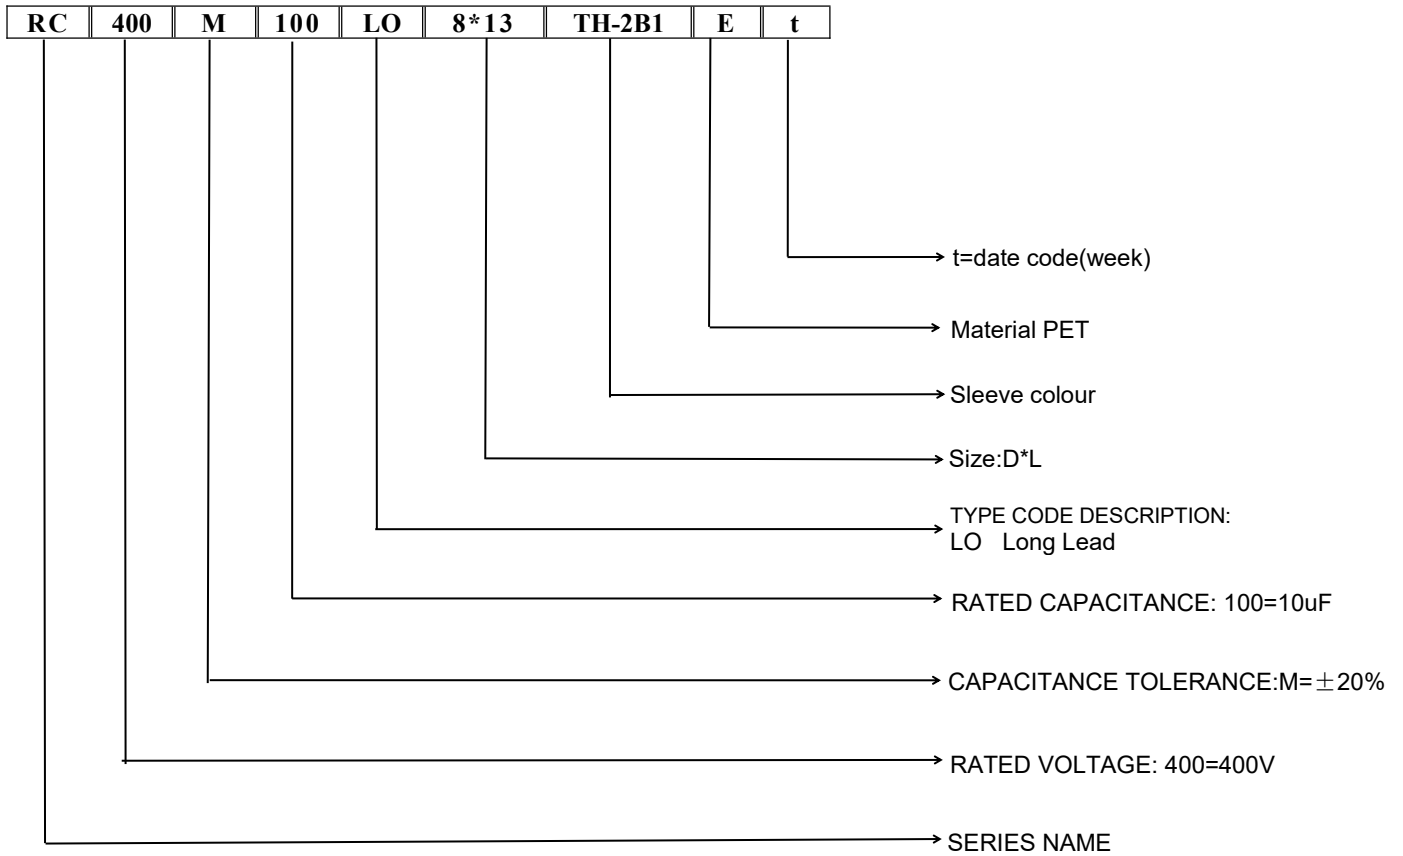 RC 400 M 100 LO 8*13 TH-2B1 E t
t=date code(week)
Material PET
Sleeve colour
Size:D*L
TYPE CODE DESCRIPTION:
LO Long Lead
RATED CAPACITANCE: 100=10uF
CAPACITANCE TOLERANCE:M=±20%
RATED VOLTAGE: 400=400V
SERIES NAME